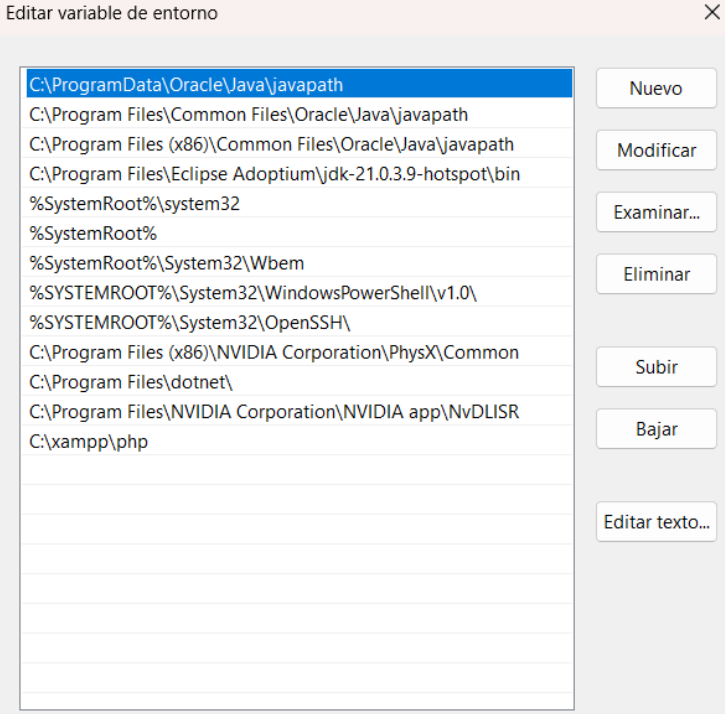 Editar variable de entorno
C:\ProgramData\Oracle\Java\javapath
C:\Program Files\Common Files\Oracle\Java\javapath
C:\Program Files (x86)\Common Files\Oracle\Java\javapath
C:\Program Files\Eclipse Adoptium\jdk-21.0.3.9-hotspot\bin
%SystemRoot%\system32
%SystemRoot%
%SystemRoot%\System32\Wbem
%SYSTEMROOT%\System32\WindowsPowerShell\v1.0\
%SYSTEMROOT%\System32\OpenSSH\
C:\Program Files (x86)\NVIDIA Corporation\PhysX\Common
C:\Program Files\dotnet\
C:\Program Files\NVIDIA Corporation\NVIDIA app\NvDLISR
C:\xampp\php
Nuevo
Modificar
Examinar...
Eliminar
Subir
Bajar
Editar texto...